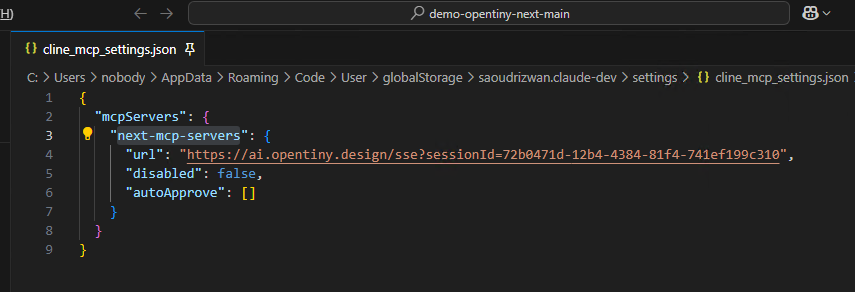 (H)
demo-opentiny-next-main
{} cline_mcp_settings.json
C: > Users > nobody > AppData > Roaming > Code > User > globalStorage > saoudrizwan.claude-dev > settings > {} cline_mcp_settings.json
1 {
2 "mcpServers": {
3 "next-mcp-servers": {
4 "url": "https://ai.opentiny.design/sse?sessionId=72b0471d-12b4-4384-81f4-741ef199c310",
5 "disabled": false,
6 "autoApprove": []
7 }
8 }
9 }